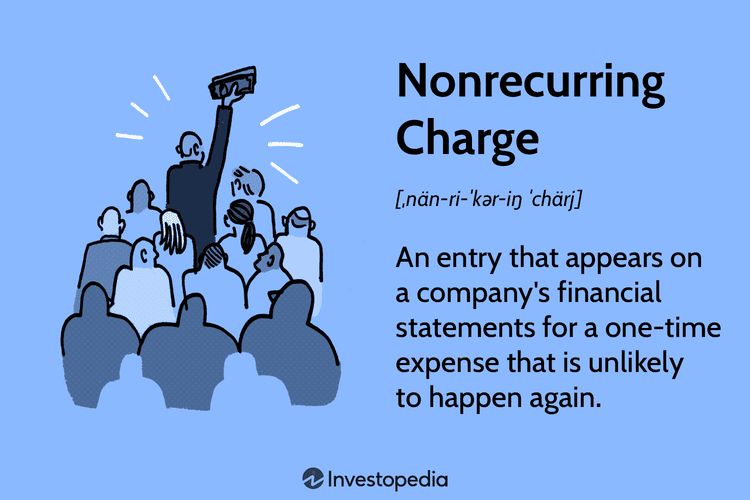 Nonrecurring
Charge
[ˌnän-ri-ˈkər-iŋ ˈchärj]
An entry that appears on
a company's financial
statements for a one-time
expense that is unlikely
to happen again.
Investopedia